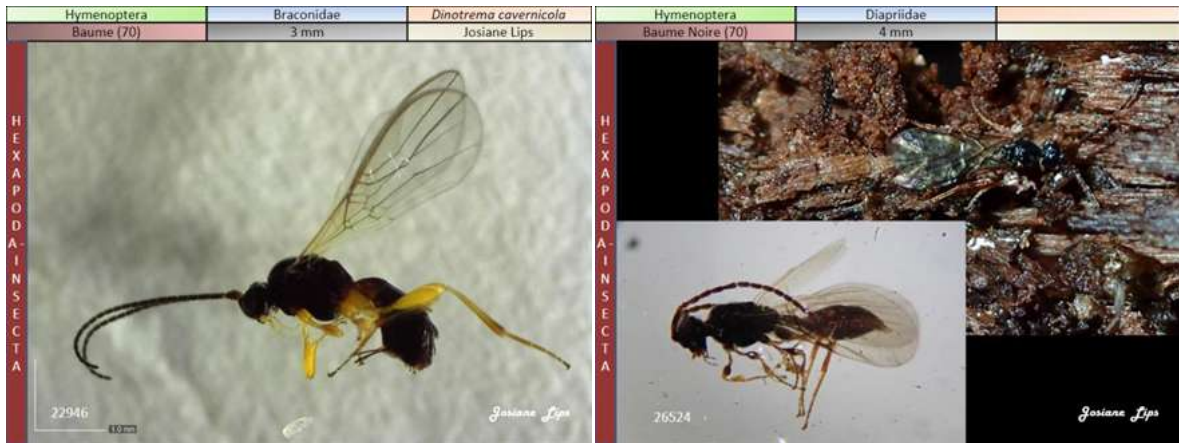 Hymenoptera Braconidae Dinotrema cavernicola
Baume (70) 3 mm Josiane Lips
HEXAPODA-INSECTA
22946
1.0 mm
Josiane Lips
Hymenoptera Diapriidae
Baume Noire (70) 4 mm
HEXAPODA-INSECTA
26524
Josiane Lips